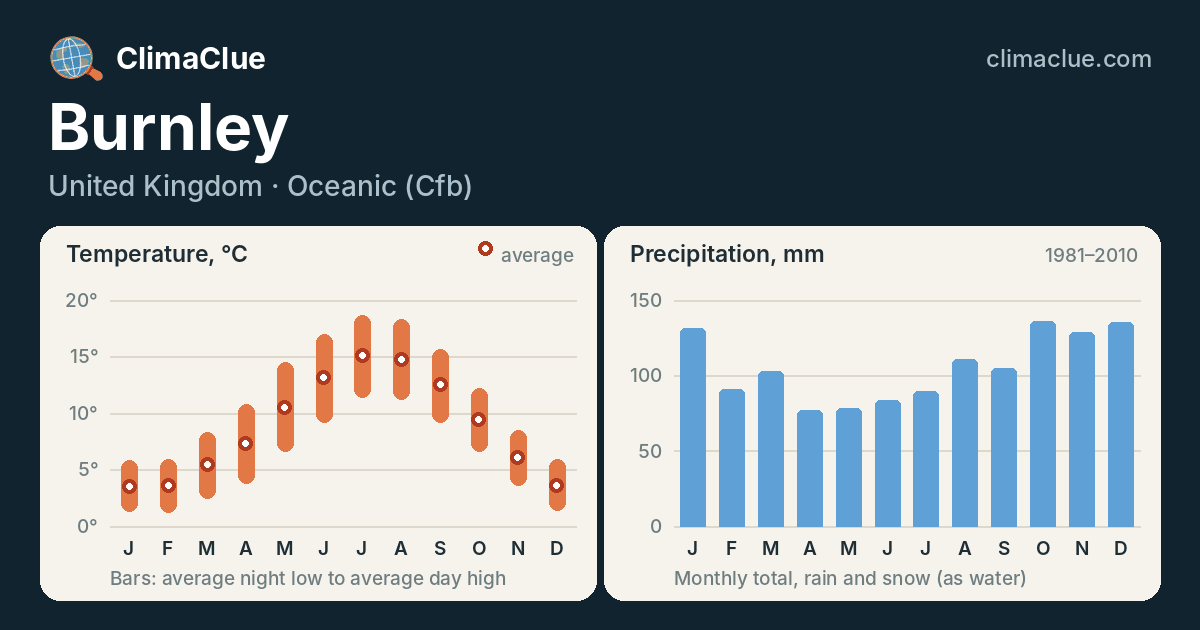 ClimaClue
climaclue.com
Burnley
United Kingdom · Oceanic (Cfb)
Temperature, °C
average
20°
15°
10°
5°
0°
J F M A M J J A S O N D
Bars: average night low to average day high
Precipitation, mm
1981–2010
150
100
50
0
J F M A M J J A S O N D
Monthly total, rain and snow (as water)